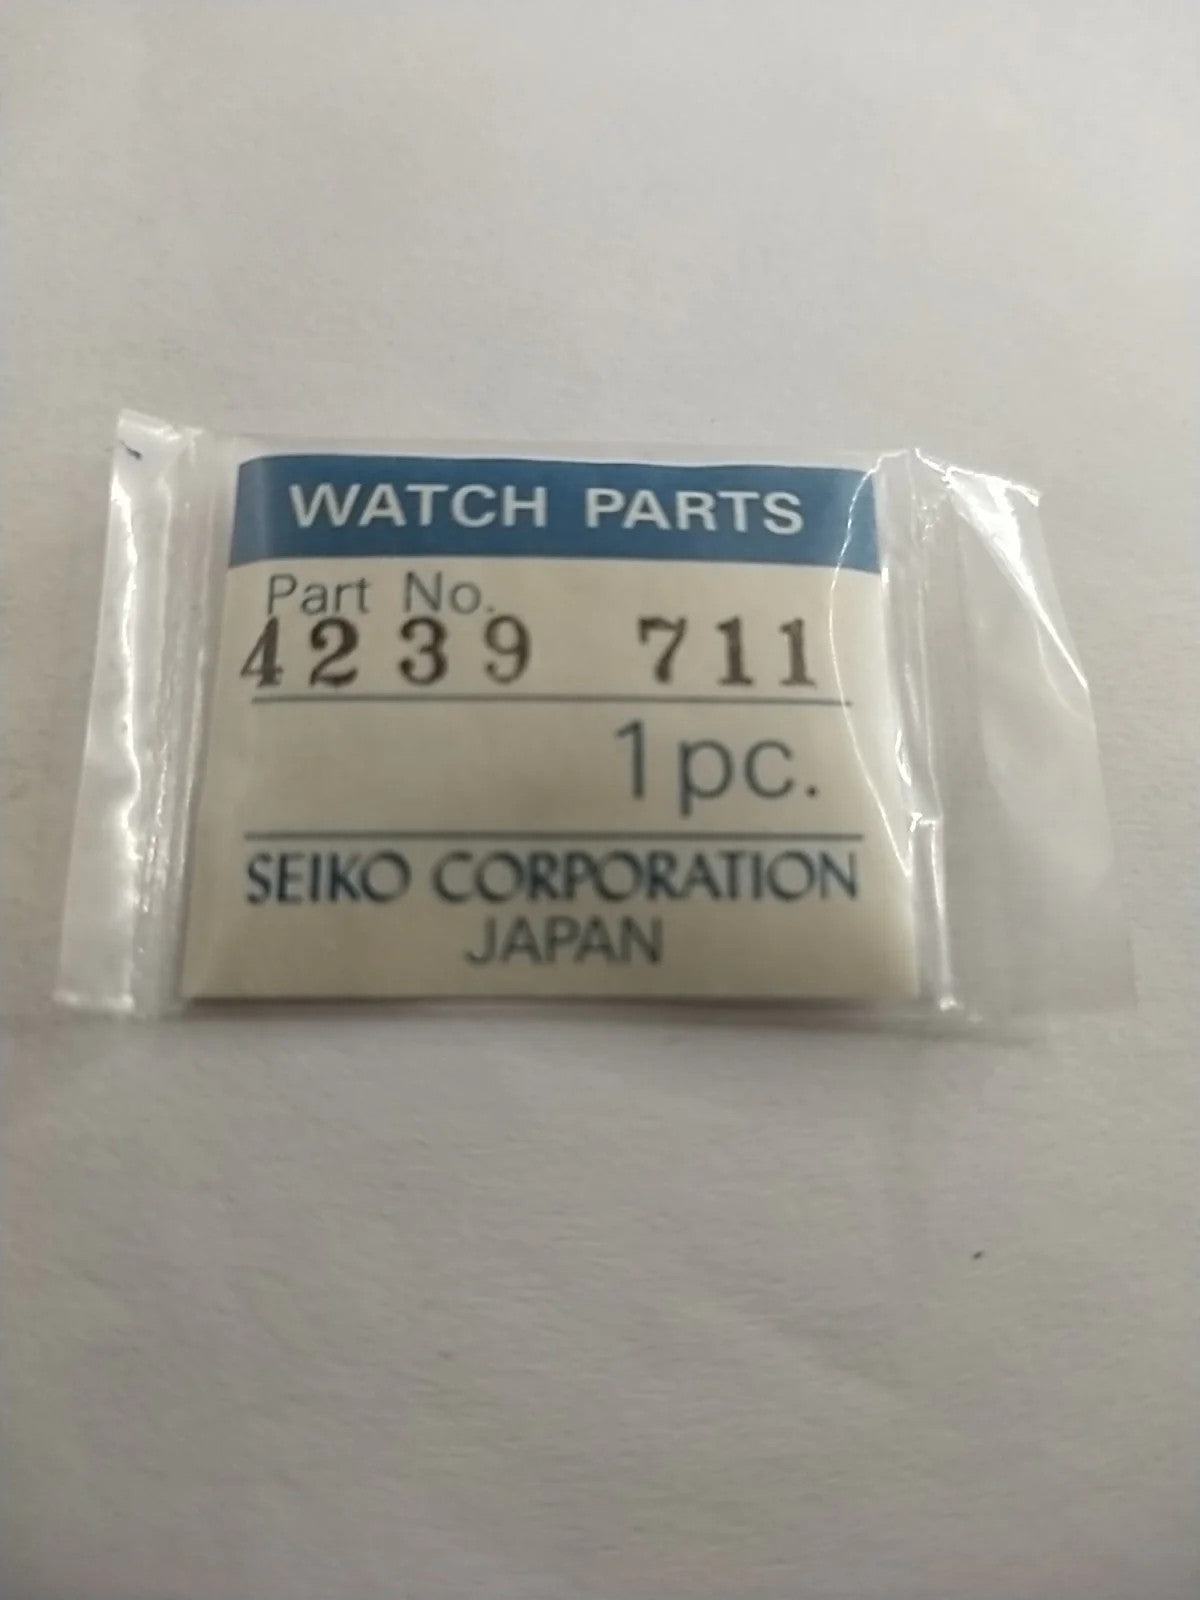 WATCH PARTS
Part No.
4239 711
1pc.
SEIKO CORPORATION
JAPAN